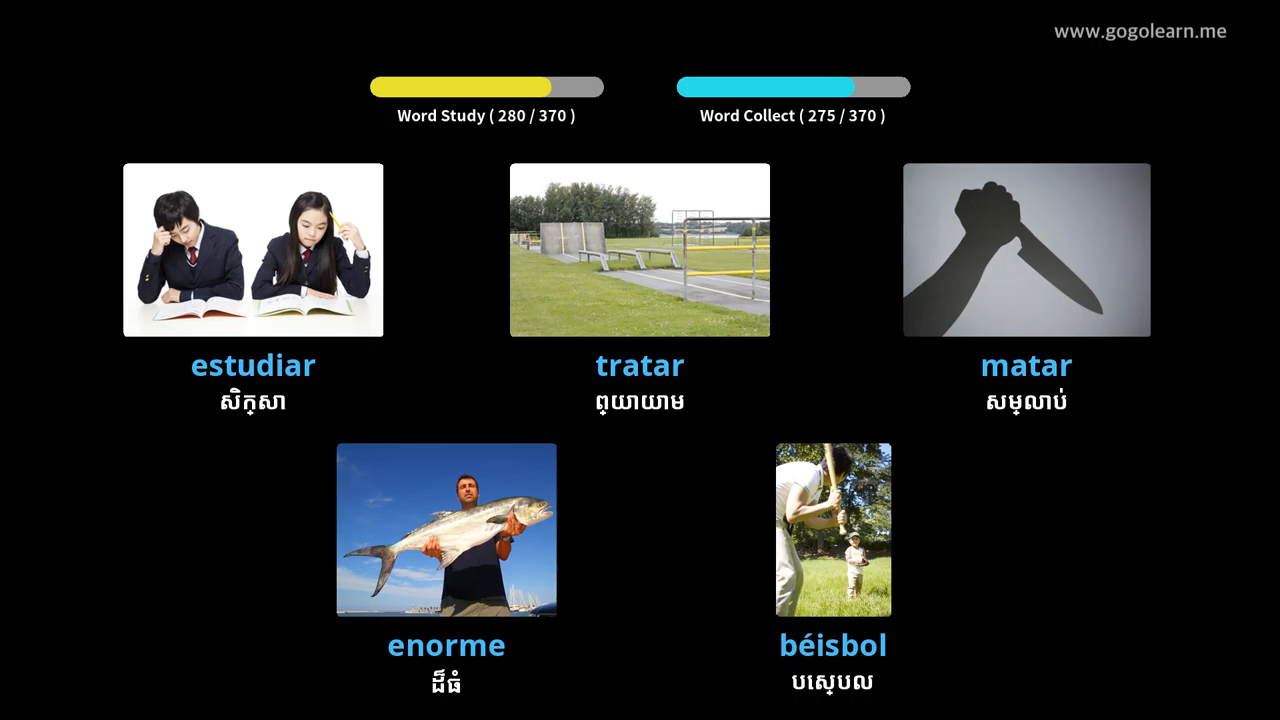 www.gogolearn.me
Word Study ( 280 / 370 )
Word Collect ( 275 / 370 )
estudiar
សិក្សា
tratar
ព្យាយាម
matar
សម្លាប់
enorme
ដ៏ធំ
béisbol
បេស្បល